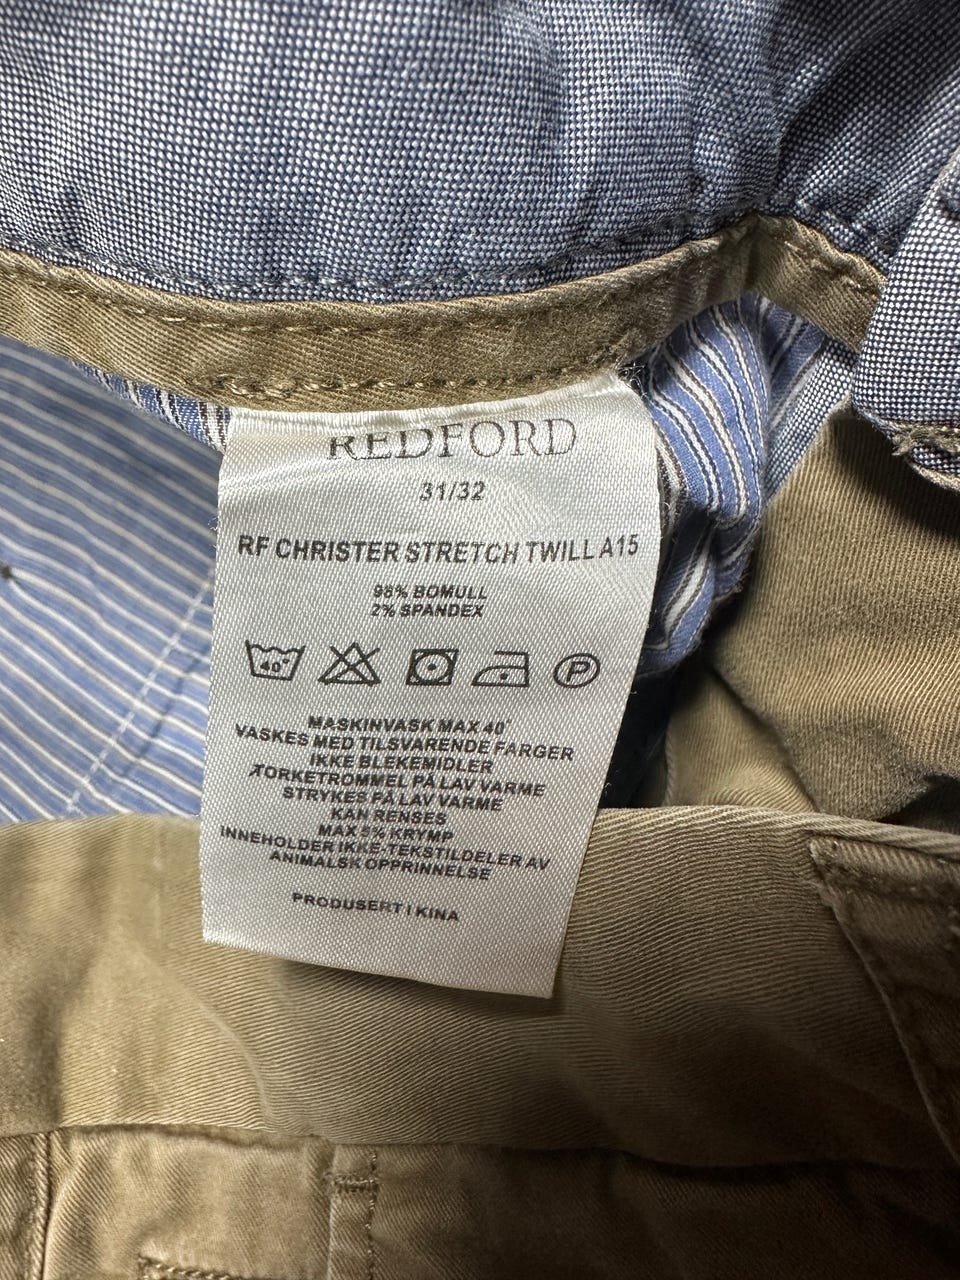 REDFORD
31/32
RF CHRISTER STRETCH TWILL A15
98% BOMULL
2% SPANDEX
40° P
MASKINVASK MAX 40°
VASKES MED TILSVARENDE FARGER
IKKE BLEKEMIDLER
TORKETROMMEL PÅ LAV VARME
STRYKES PÅ LAV VARME
KAN RENSES
MAX 5% KRYMP
INNEHOLDER IKKE-TEKSTILDELER AV
ANIMALSK OPPRINNELSE
PRODUSERT I KINA